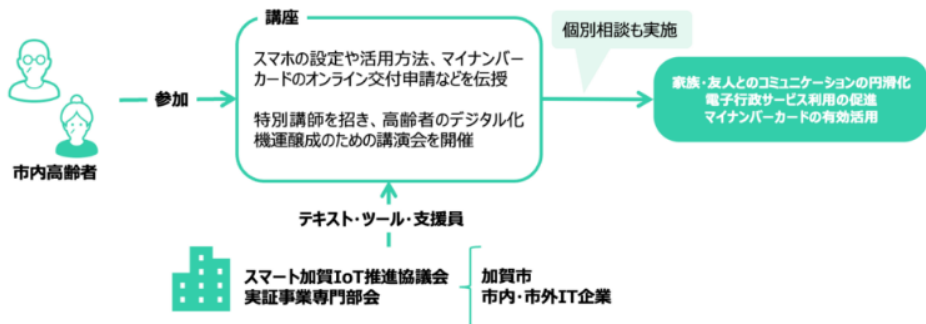 講座
個別相談も実施
スマホの設定や活用方法、マイナンバー
カードのオンライン交付申請などを伝授
特別講師を招き、高齢者のデジタル化
機運醸成のための講演会を開催
参加
市内高齢者
家族・友人とのコミュニケーションの円滑化
電子行政サービス利用の促進
マイナンバーカードの有効活用
テキスト・ツール・支援員
スマート加賀IoT推進協議会
実証事業専門部会
加賀市
市内・市外IT企業